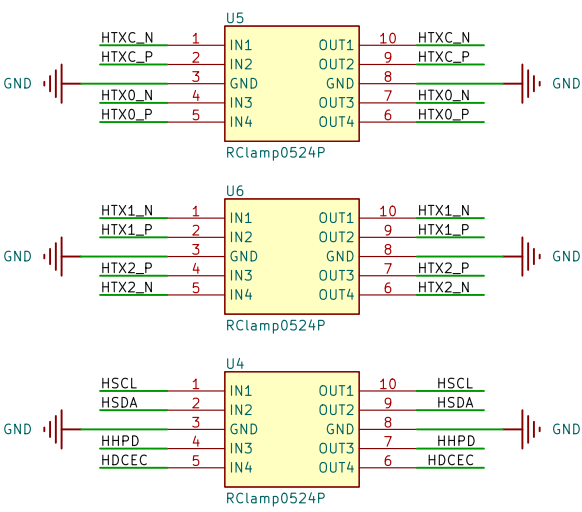 U5
HTXC_N 1 IN1 OUT1 10 HTXC_N
HTXC_P 2 IN2 OUT2 9 HTXC_P
GND 3 GND GND 8 GND
HTX0_N 4 IN3 OUT3 7 HTX0_N
HTX0_P 5 IN4 OUT4 6 HTX0_P
RClamp0524P
U6
HTX1_N 1 IN1 OUT1 10 HTX1_N
HTX1_P 2 IN2 OUT2 9 HTX1_P
GND 3 GND GND 8 GND
HTX2_P 4 IN3 OUT3 7 HTX2_P
HTX2_N 5 IN4 OUT4 6 HTX2_N
RClamp0524P
U4
HSCL 1 IN1 OUT1 10 HSCL
HSDA 2 IN2 OUT2 9 HSDA
GND 3 GND GND 8 GND
HHPD 4 IN3 OUT3 7 HHPD
HDCEC 5 IN4 OUT4 6 HDCEC
RClamp0524P